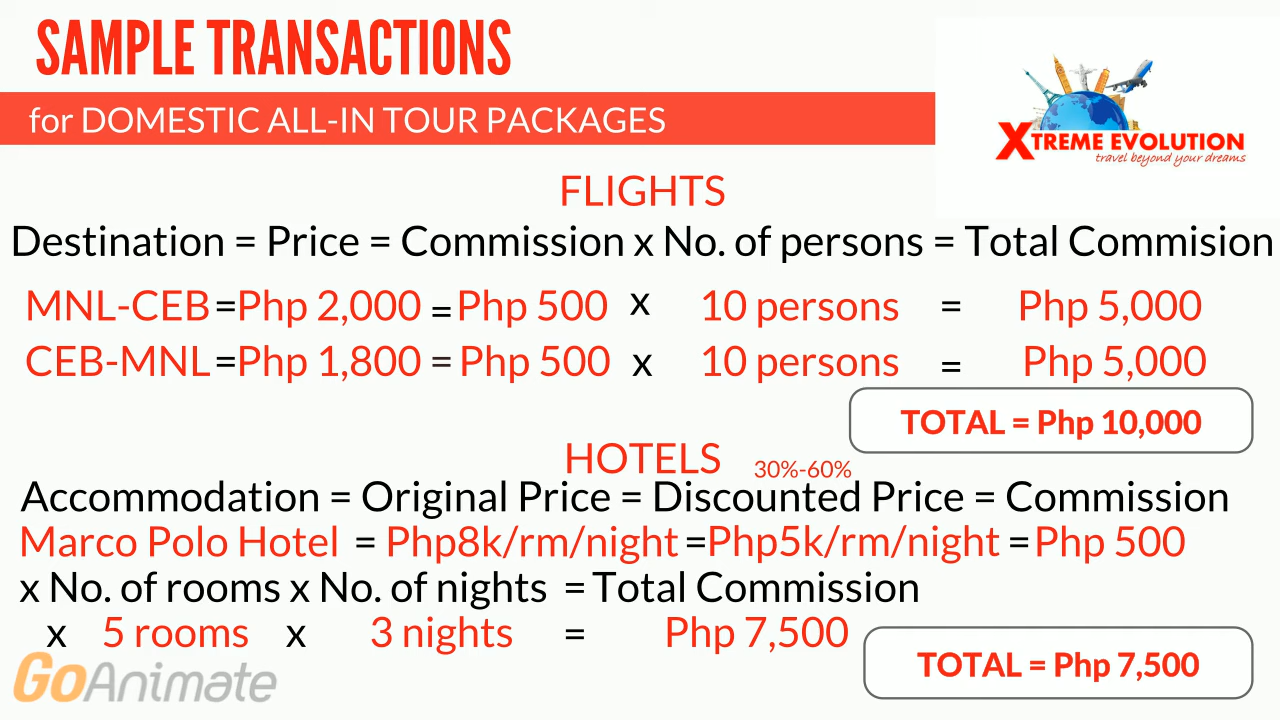 SAMPLE TRANSACTIONS
for DOMESTIC ALL-IN TOUR PACKAGES
XTREME EVOLUTION
travel beyond your dreams
FLIGHTS
Destination = Price = Commission x No. of persons = Total Commision
MNL-CEB =Php 2,000 = Php 500 x 10 persons = Php 5,000
CEB-MNL =Php 1,800 = Php 500 x 10 persons = Php 5,000
TOTAL = Php 10,000
HOTELS 30%-60%
Accommodation = Original Price = Discounted Price = Commission
Marco Polo Hotel = Php8k/rm/night =Php5k/rm/night = Php 500
x No. of rooms x No. of nights = Total Commission
x 5 rooms x 3 nights = Php 7,500
TOTAL = Php 7,500
GoAnimate